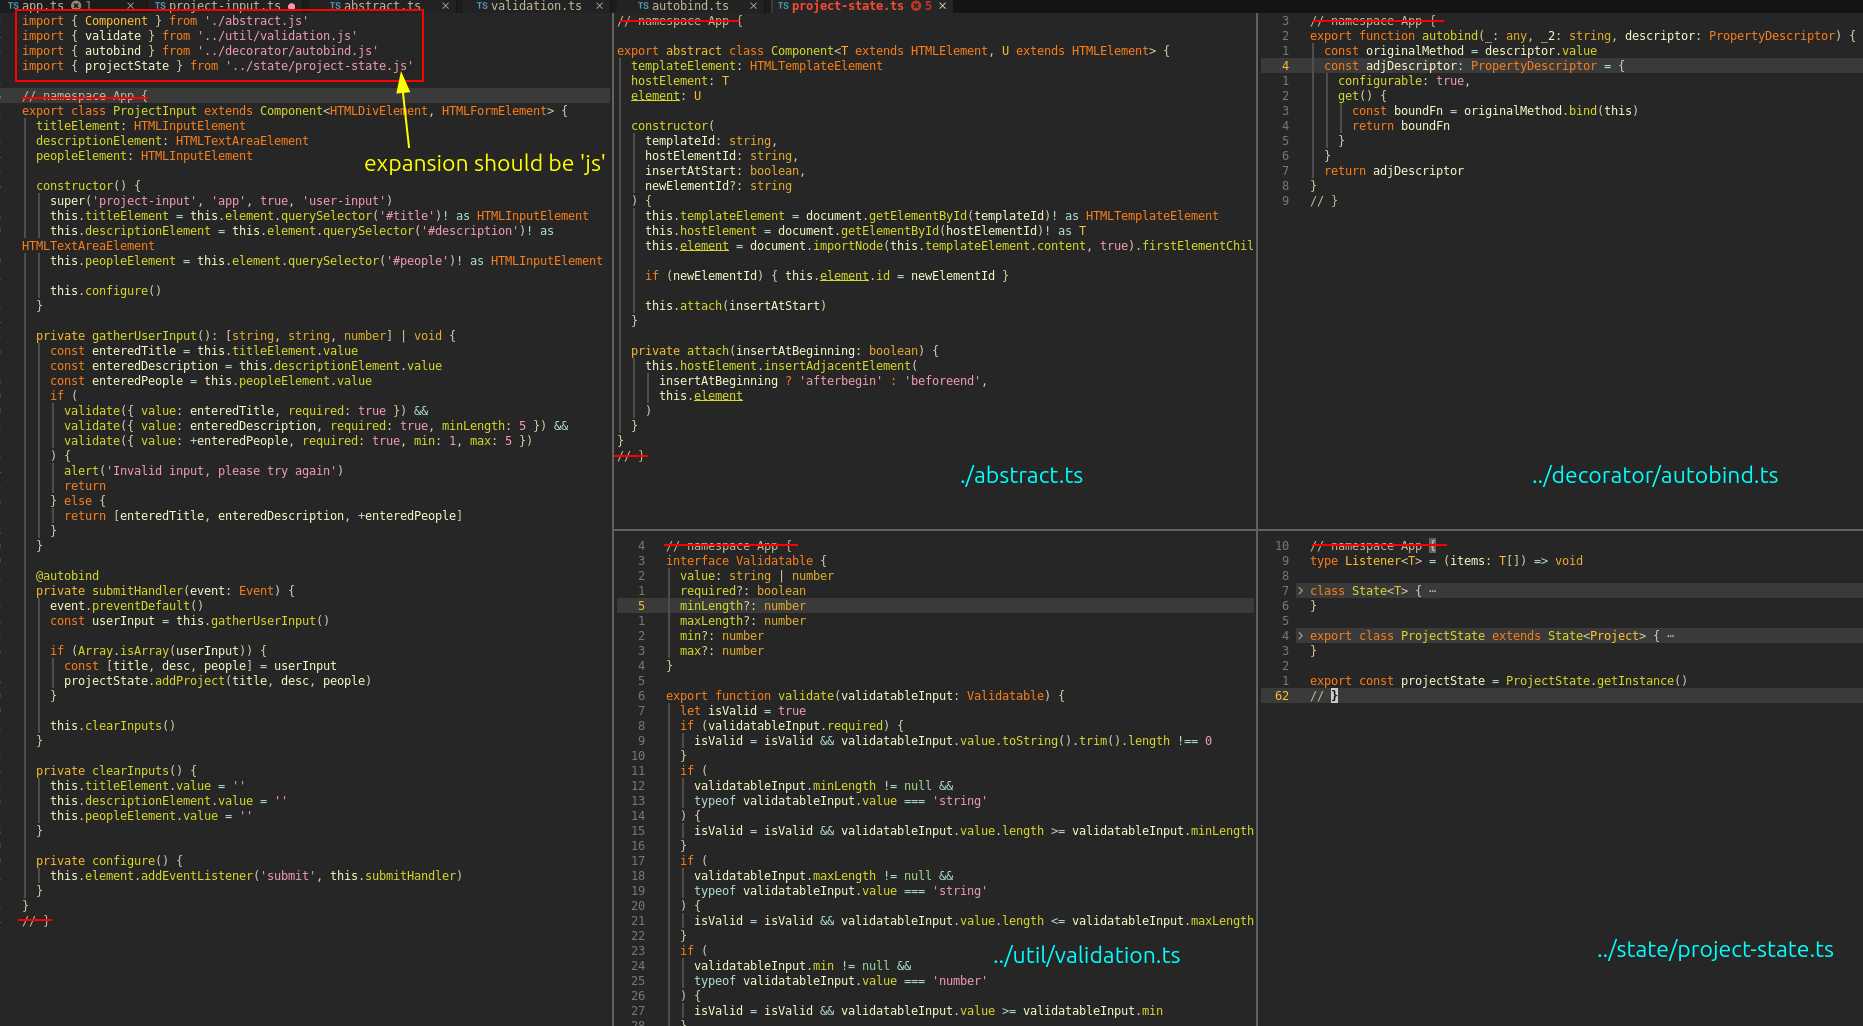 TS app.ts 1 × TS project-input.ts ● TS abstract.ts × TS validation.ts × TS autobind.ts × TS project-state.ts 5 ×
import { Component } from './abstract.js'
import { validate } from '../util/validation.js'
import { autobind } from '../decorator/autobind.js'
import { projectState } from '../state/project-state.js'
// namespace App {
export class ProjectInput extends Component<HTMLDivElement, HTMLFormElement> {
titleElement: HTMLInputElement
descriptionElement: HTMLTextAreaElement
peopleElement: HTMLInputElement
expansion should be 'js'
constructor() {
super('project-input', 'app', true, 'user-input')
this.titleElement = this.element.querySelector('#title')! as HTMLInputElement
this.descriptionElement = this.element.querySelector('#description')! as
HTMLTextAreaElement
this.peopleElement = this.element.querySelector('#people')! as HTMLInputElement
this.configure()
}
private gatherUserInput(): [string, string, number] | void {
const enteredTitle = this.titleElement.value
const enteredDescription = this.descriptionElement.value
const enteredPeople = this.peopleElement.value
if (
validate({ value: enteredTitle, required: true }) &&
validate({ value: enteredDescription, required: true, minLength: 5 }) &&
validate({ value: +enteredPeople, required: true, min: 1, max: 5 })
) {
alert('Invalid input, please try again')
return
} else {
return [enteredTitle, enteredDescription, +enteredPeople]
}
}
@autobind
private submitHandler(event: Event) {
event.preventDefault()
const userInput = this.gatherUserInput()
if (Array.isArray(userInput)) {
const [title, desc, people] = userInput
projectState.addProject(title, desc, people)
}
this.clearInputs()
}
private clearInputs() {
this.titleElement.value = ''
this.descriptionElement.value = ''
this.peopleElement.value = ''
}
private configure() {
this.element.addEventListener('submit', this.submitHandler)
}
}
// }
// namespace App {
export abstract class Component<T extends HTMLElement, U extends HTMLElement> {
templateElement: HTMLTemplateElement
hostElement: T
element: U
constructor(
templateId: string,
hostElementId: string,
insertAtStart: boolean,
newElementId?: string
) {
this.templateElement = document.getElementById(templateId)! as HTMLTemplateElement
this.hostElement = document.getElementById(hostElementId)! as T
this.element = document.importNode(this.templateElement.content, true).firstElementChil
if (newElementId) { this.element.id = newElementId }
this.attach(insertAtStart)
}
private attach(insertAtBeginning: boolean) {
this.hostElement.insertAdjacentElement(
insertAtBeginning ? 'afterbegin' : 'beforeend',
this.element
)
}
}
// }
./abstract.ts
3 // namespace App {
2 export function autobind(_: any, _2: string, descriptor: PropertyDescriptor) {
1 const originalMethod = descriptor.value
4 const adjDescriptor: PropertyDescriptor = {
1 configurable: true,
2 get() {
3 const boundFn = originalMethod.bind(this)
4 return boundFn
5 }
6 }
7 return adjDescriptor
8 }
9 // }
../decorator/autobind.ts
4 // namespace App {
3 interface Validatable {
2 value: string | number
1 required?: boolean
5 minLength?: number
1 maxLength?: number
2 min?: number
3 max?: number
4 }
5
6 export function validate(validatableInput: Validatable) {
7 let isValid = true
8 if (validatableInput.required) {
9 isValid = isValid && validatableInput.value.toString().trim().length !== 0
10 }
11 if (
12 validatableInput.minLength != null &&
13 typeof validatableInput.value === 'string'
14 ) {
15 isValid = isValid && validatableInput.value.length >= validatableInput.minLength
16 }
17 if (
18 validatableInput.maxLength != null &&
19 typeof validatableInput.value === 'string'
20 ) {
21 isValid = isValid && validatableInput.value.length <= validatableInput.maxLength
22 }
23 if (
24 validatableInput.min != null &&
25 typeof validatableInput.value === 'number'
26 ) {
27 isValid = isValid && validatableInput.value >= validatableInput.min
28 }
../util/validation.ts
10 // namespace App {
9 type Listener<T> = (items: T[]) => void
8
7 > class State<T> { ⋯
6 }
5
4 > export class ProjectState extends State<Project> { ⋯
3 }
2
1 export const projectState = ProjectState.getInstance()
62 // }
../state/project-state.ts